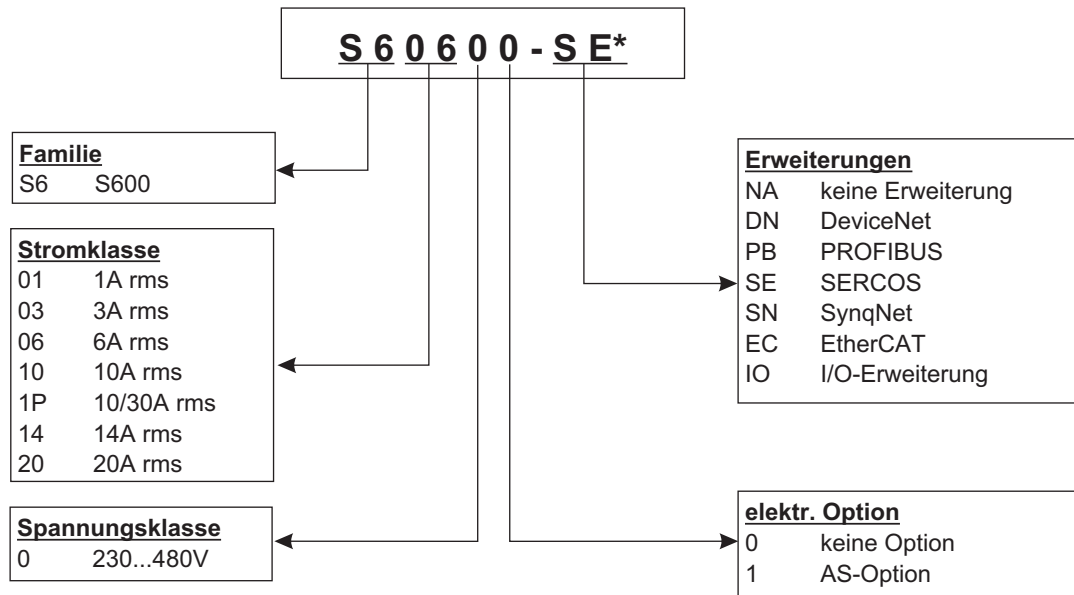 S 6 0 6 0 0 - S E*
Familie
S6 S600
Stromklasse
01 1A rms
03 3A rms
06 6A rms
10 10A rms
1P 10/30A rms
14 14A rms
20 20A rms
Spannungsklasse
0 230...480V
Erweiterungen
NA keine Erweiterung
DN DeviceNet
PB PROFIBUS
SE SERCOS
SN SynqNet
EC EtherCAT
IO I/O-Erweiterung
elektr. Option
0 keine Option
1 AS-Option